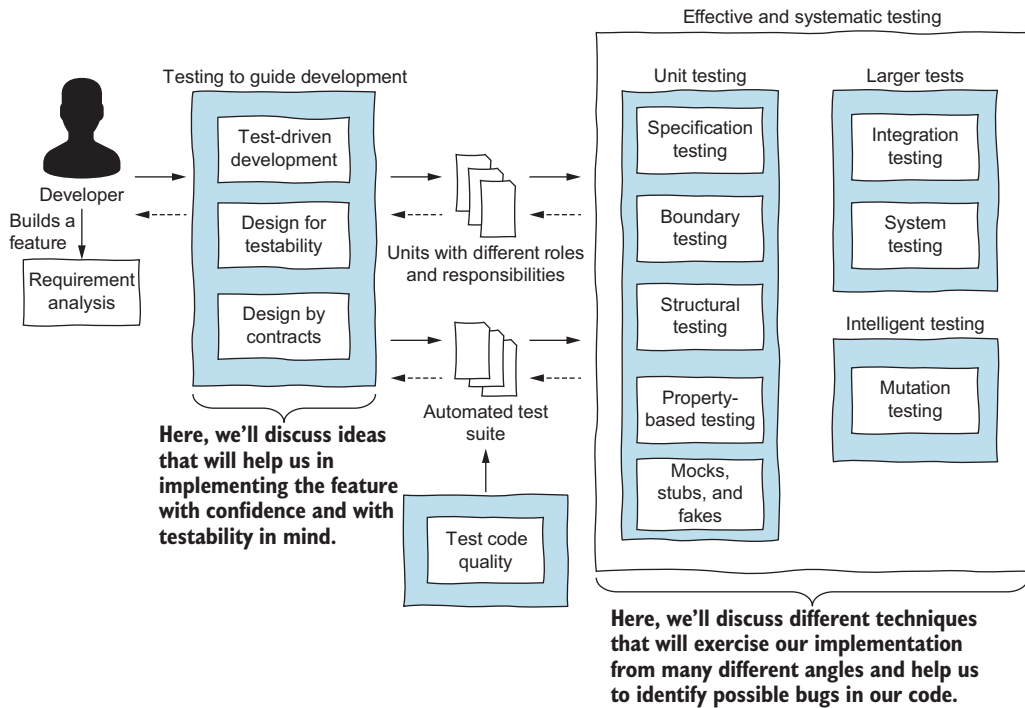 Effective and systematic testing
Testing to guide development
Unit testing
Larger tests
Developer
Builds a
feature
Requirement
analysis
Test-driven
development
Design for
testability
Design by
contracts
Units with different roles
and responsibilities
Automated test
suite
Test code
quality
Specification
testing
Boundary
testing
Structural
testing
Property-
based testing
Mocks,
stubs, and
fakes
Integration
testing
System
testing
Intelligent testing
Mutation
testing
Here, we’ll discuss ideas
that will help us in
implementing the feature
with confidence and with
testability in mind.
Here, we’ll discuss different techniques
that will exercise our implementation
from many different angles and help us
to identify possible bugs in our code.